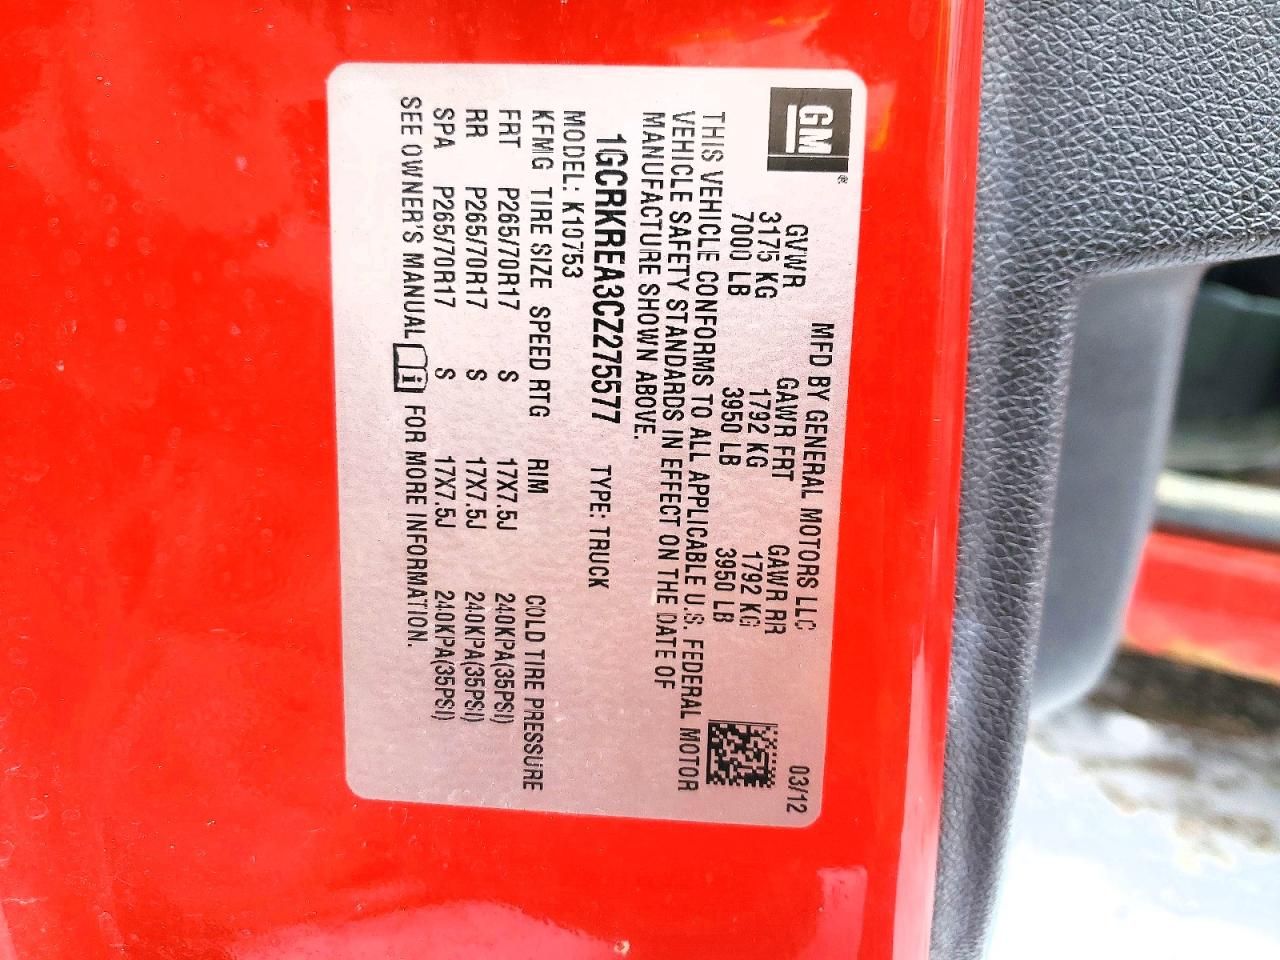 GM ®
MFD BY GENERAL MOTORS LLC 03/12
GVWR GAWR FRT GAWR RR
3175 KG 1792 KG 1792 KG
7000 LB 3950 LB 3950 LB
THIS VEHICLE CONFORMS TO ALL APPLICABLE U.S. FEDERAL MOTOR
VEHICLE SAFETY STANDARDS IN EFFECT ON THE DATE OF
MANUFACTURE SHOWN ABOVE.
1GCRKREA3CZ275577 TYPE: TRUCK
MODEL: K10753
KFMG TIRE SIZE SPEED RTG RIM COLD TIRE PRESSURE
FRT P265/70R17 S 17X7.5J 240KPA(35PSI)
RR P265/70R17 S 17X7.5J 240KPA(35PSI)
SPA P265/70R17 S 17X7.5J 240KPA(35PSI)
SEE OWNER'S MANUAL i FOR MORE INFORMATION.